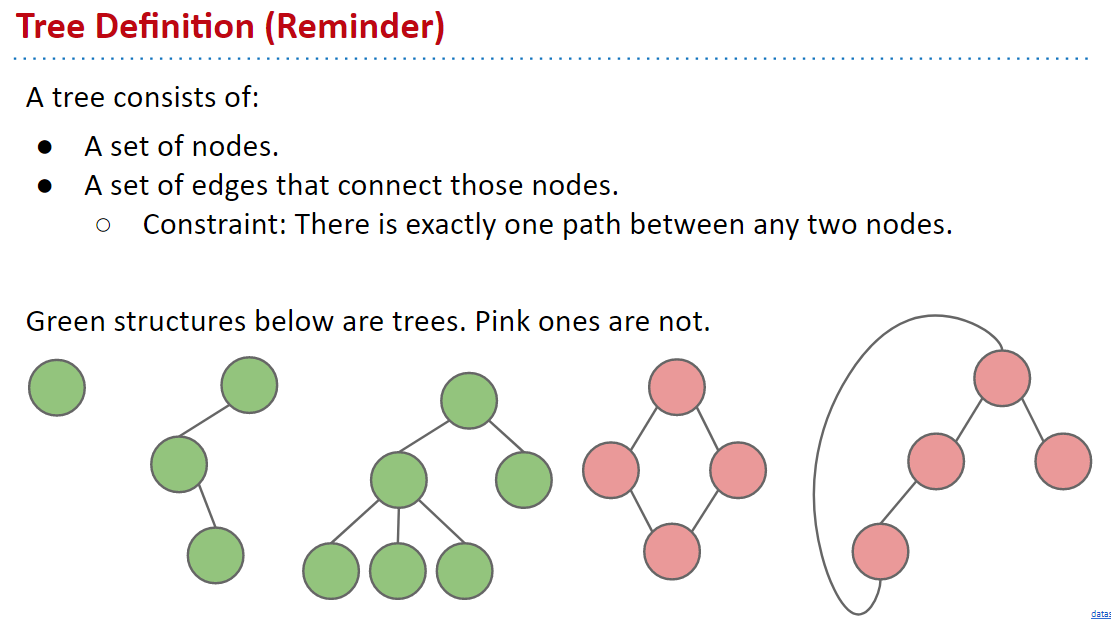 Tree Definition (Reminder)
A tree consists of:
● A set of nodes.
● A set of edges that connect those nodes.
○ Constraint: There is exactly one path between any two nodes.
Green structures below are trees. Pink ones are not.
datas